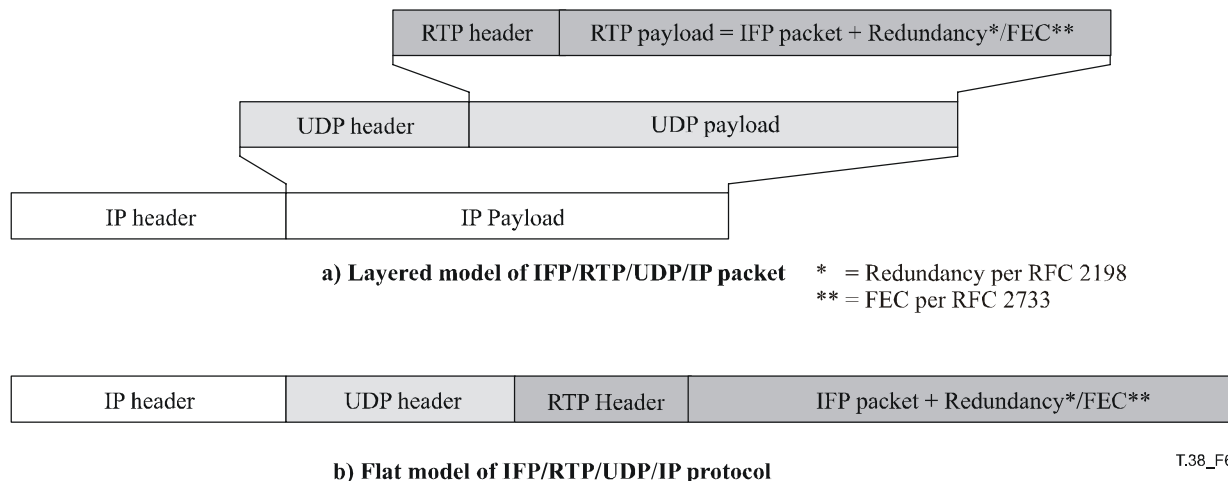 RTP header RTP payload = IFP packet + Redundancy*/FEC**
UDP header UDP payload
IP header IP Payload
a) Layered model of IFP/RTP/UDP/IP packet * = Redundancy per RFC 2198
** = FEC per RFC 2733
IP header UDP header RTP Header IFP packet + Redundancy*/FEC**
b) Flat model of IFP/RTP/UDP/IP protocol
T.38_F6